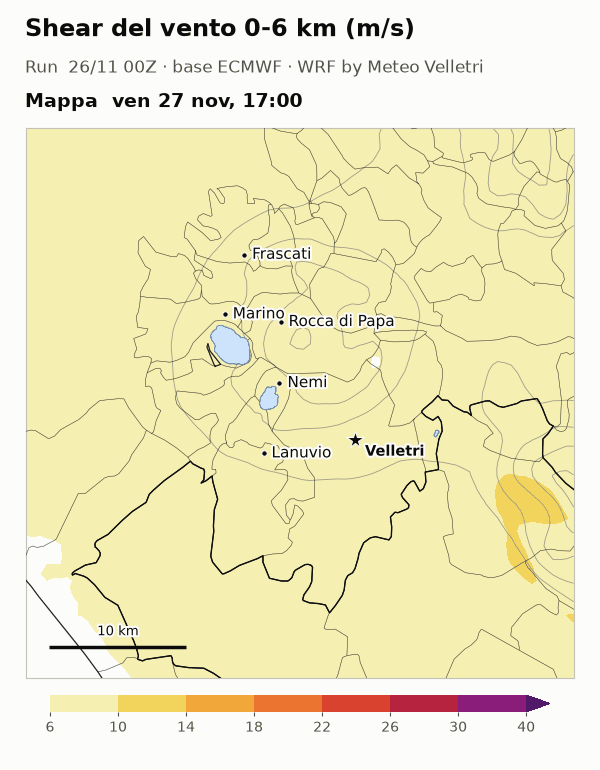 Shear del vento 0-6 km (m/s)
Run  26/11 00Z · base ECMWF · WRF by Meteo Velletri
Mappa  ven 27 nov, 17:00
Frascati
Marino
Rocca di Papa
Nemi
Velletri
Lanuvio
10 km
6 10 14 18 22 26 30 40